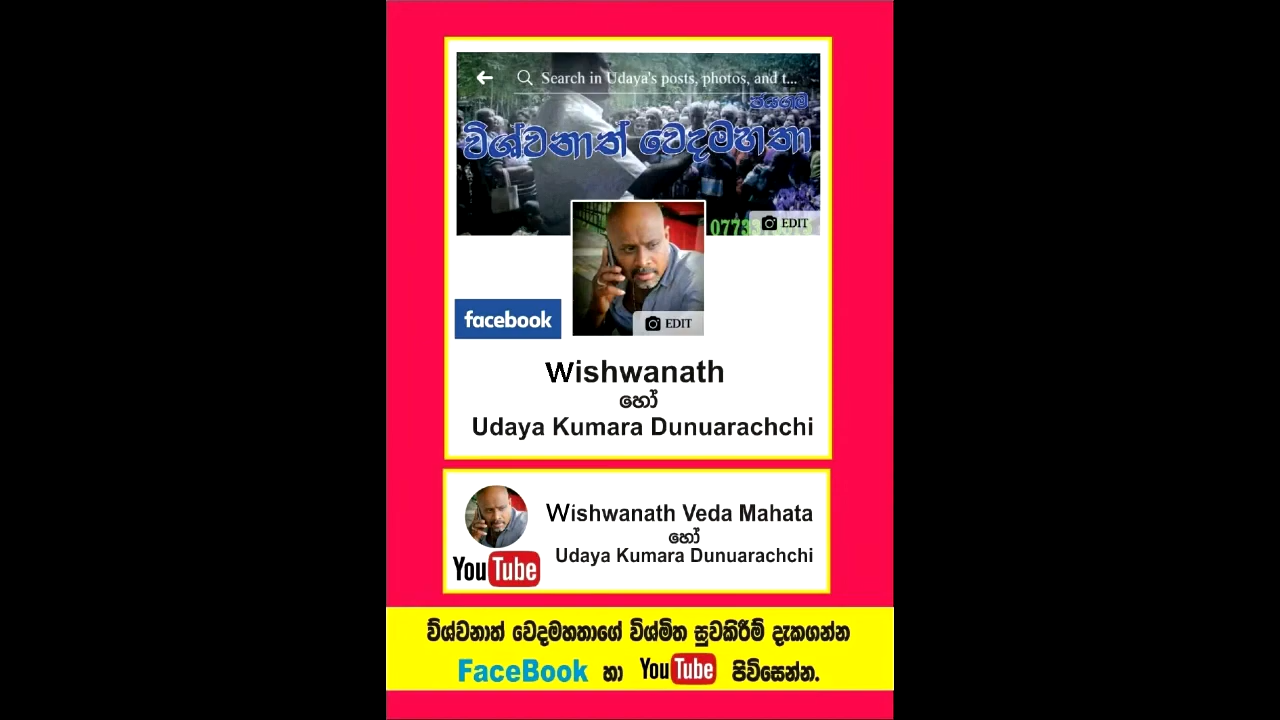 Search in Udaya's posts, photos, and t...
ජයගමු
විශ්වනාත් වෙදමහතා
EDIT
EDIT
facebook
Wishwanath
හෝ
Udaya Kumara Dunuarachchi
Wishwanath Veda Mahata
හෝ
Udaya Kumara Dunuarachchi
YouTube
විශ්වනාත් වෙදමහතාගේ විශ්මිත සුවකිරීම් දැකගන්න
FaceBook හා YouTube පිවිසෙන්න.